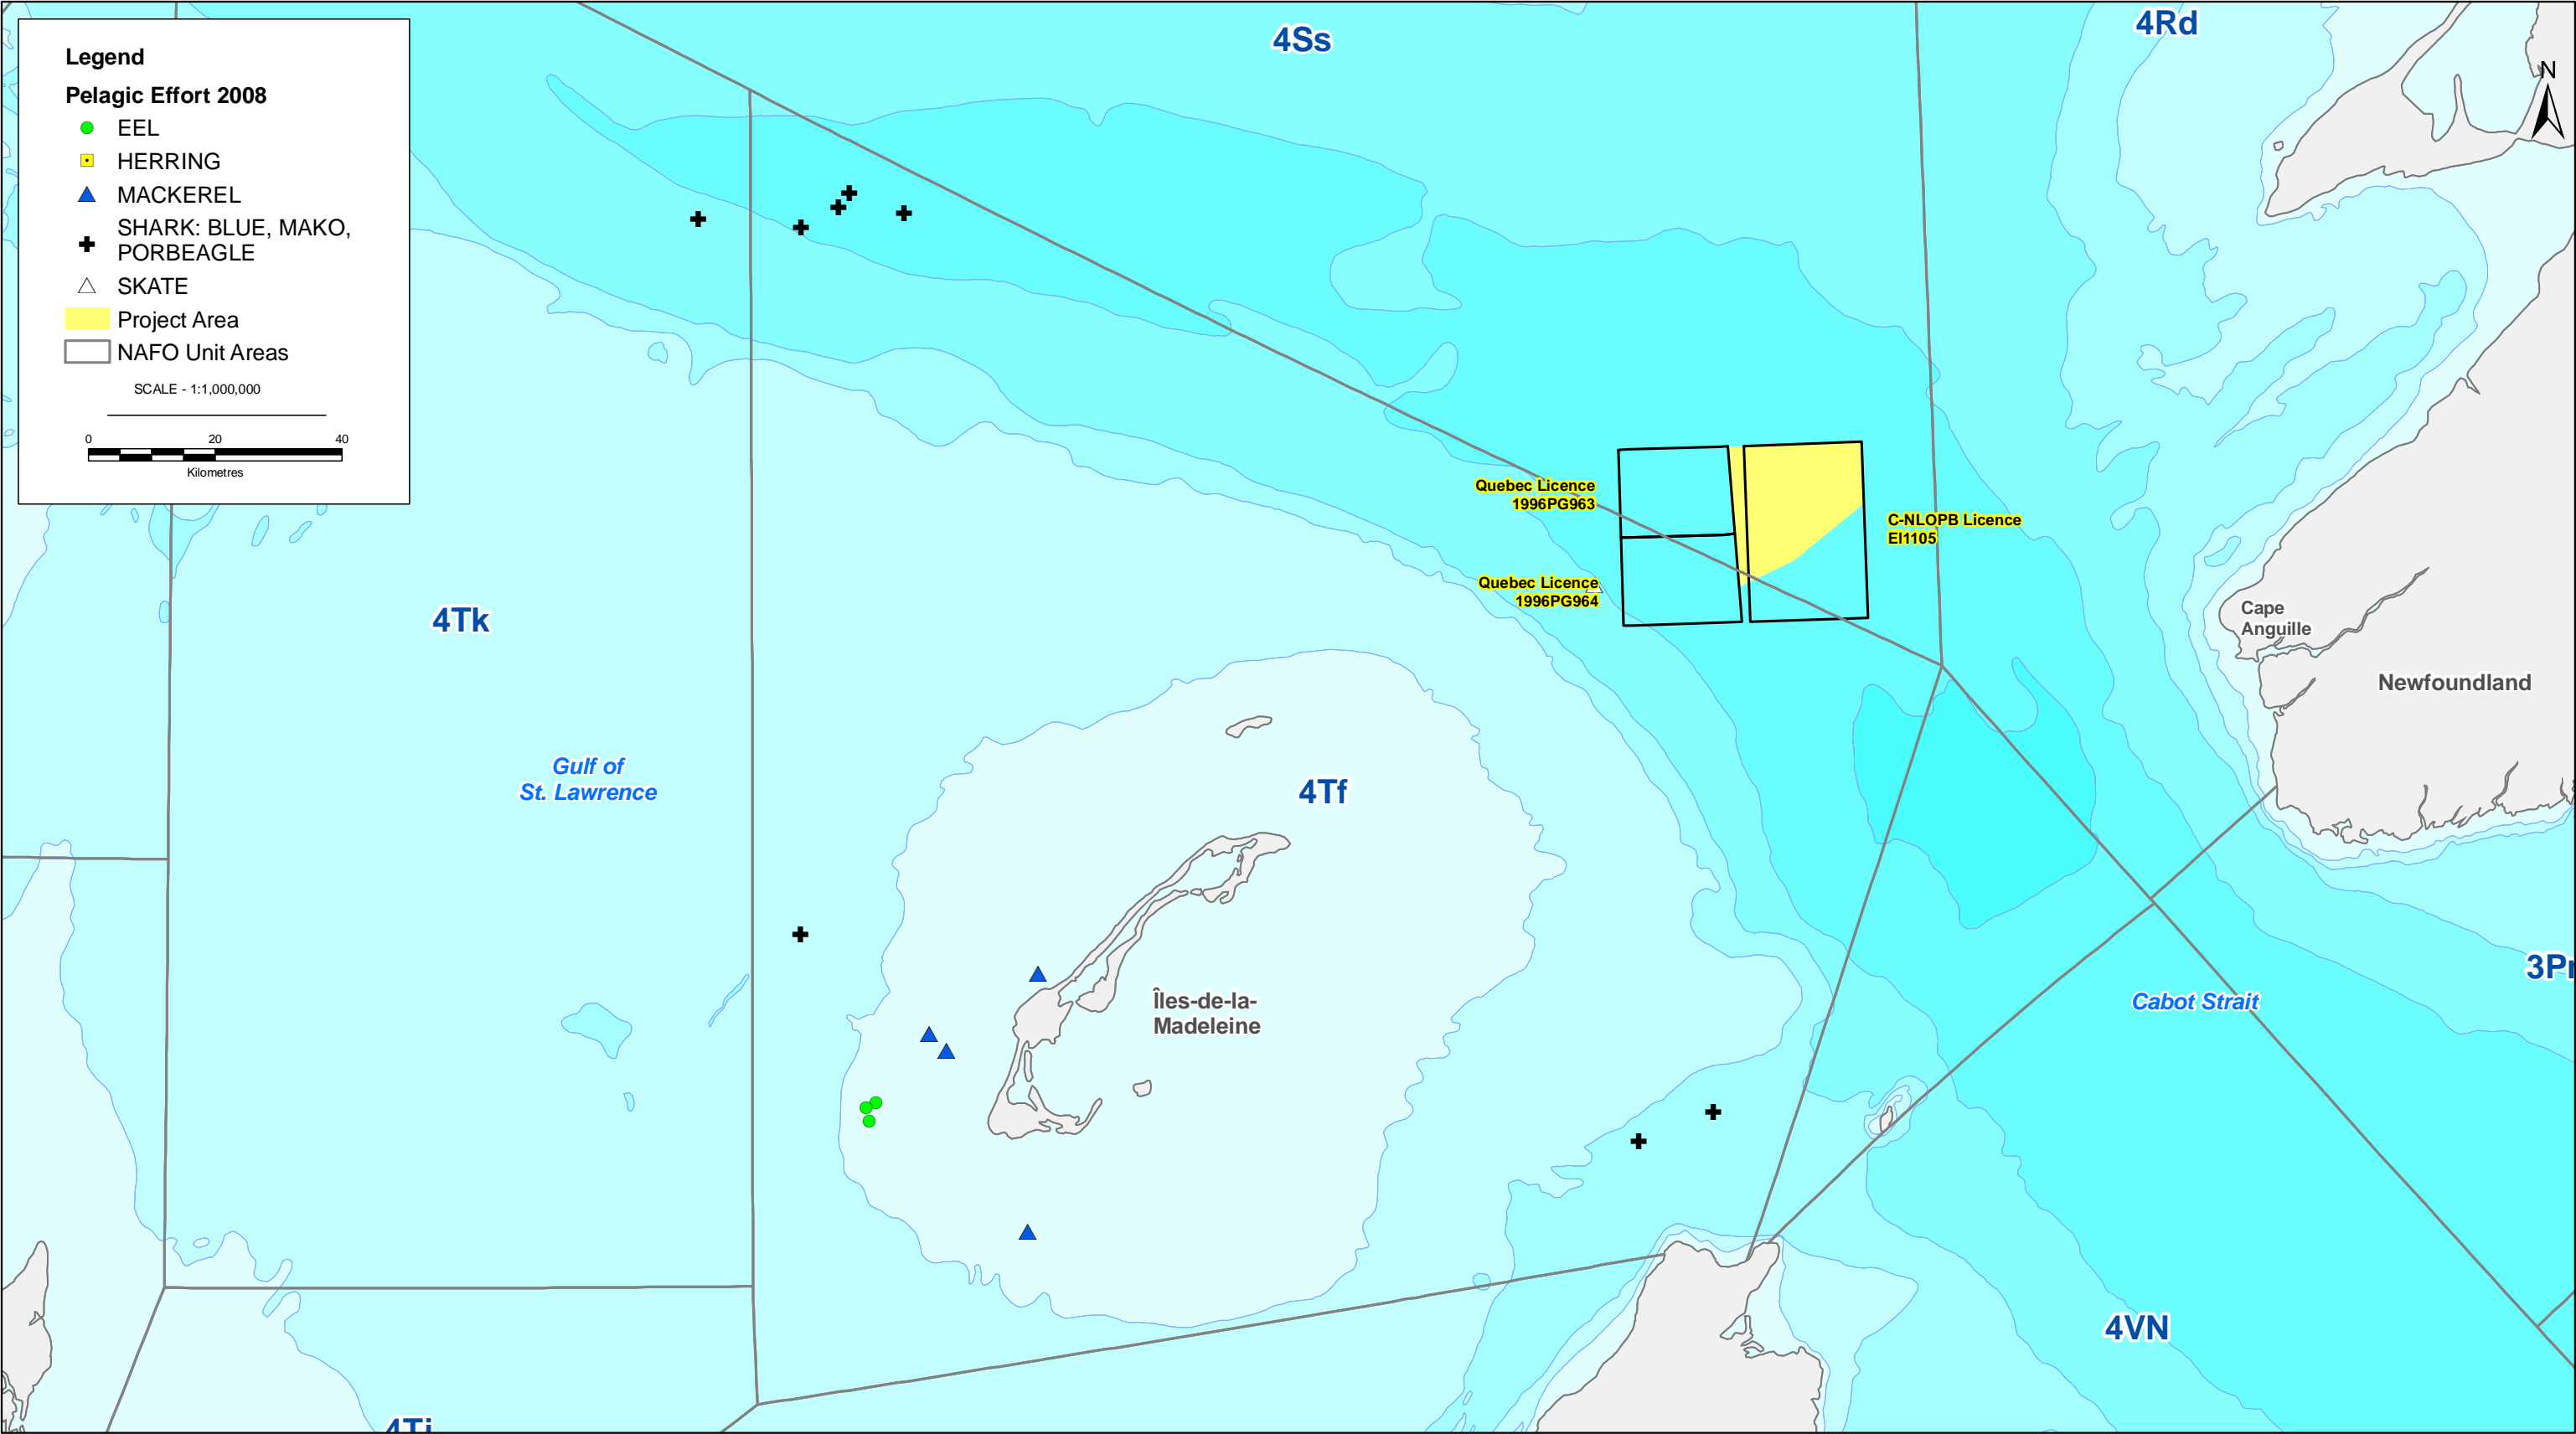 Legend
Pelagic Effort 2008
EEL
HERRING
MACKEREL
SHARK: BLUE, MAKO,
PORBEAGLE
SKATE
Project Area
NAFO Unit Areas
SCALE - 1:1,000,000
0 20 40
Kilometres
4Ss
4Rd
N
Quebec Licence
1996PG963
C-NLOPB Licence
El1105
Quebec Licence
1996PG964
4Tk
Cape
Anguille
Newfoundland
Gulf of
St. Lawrence
4Tf
3Pn
Îles-de-la-
Madeleine
Cabot Strait
4VN